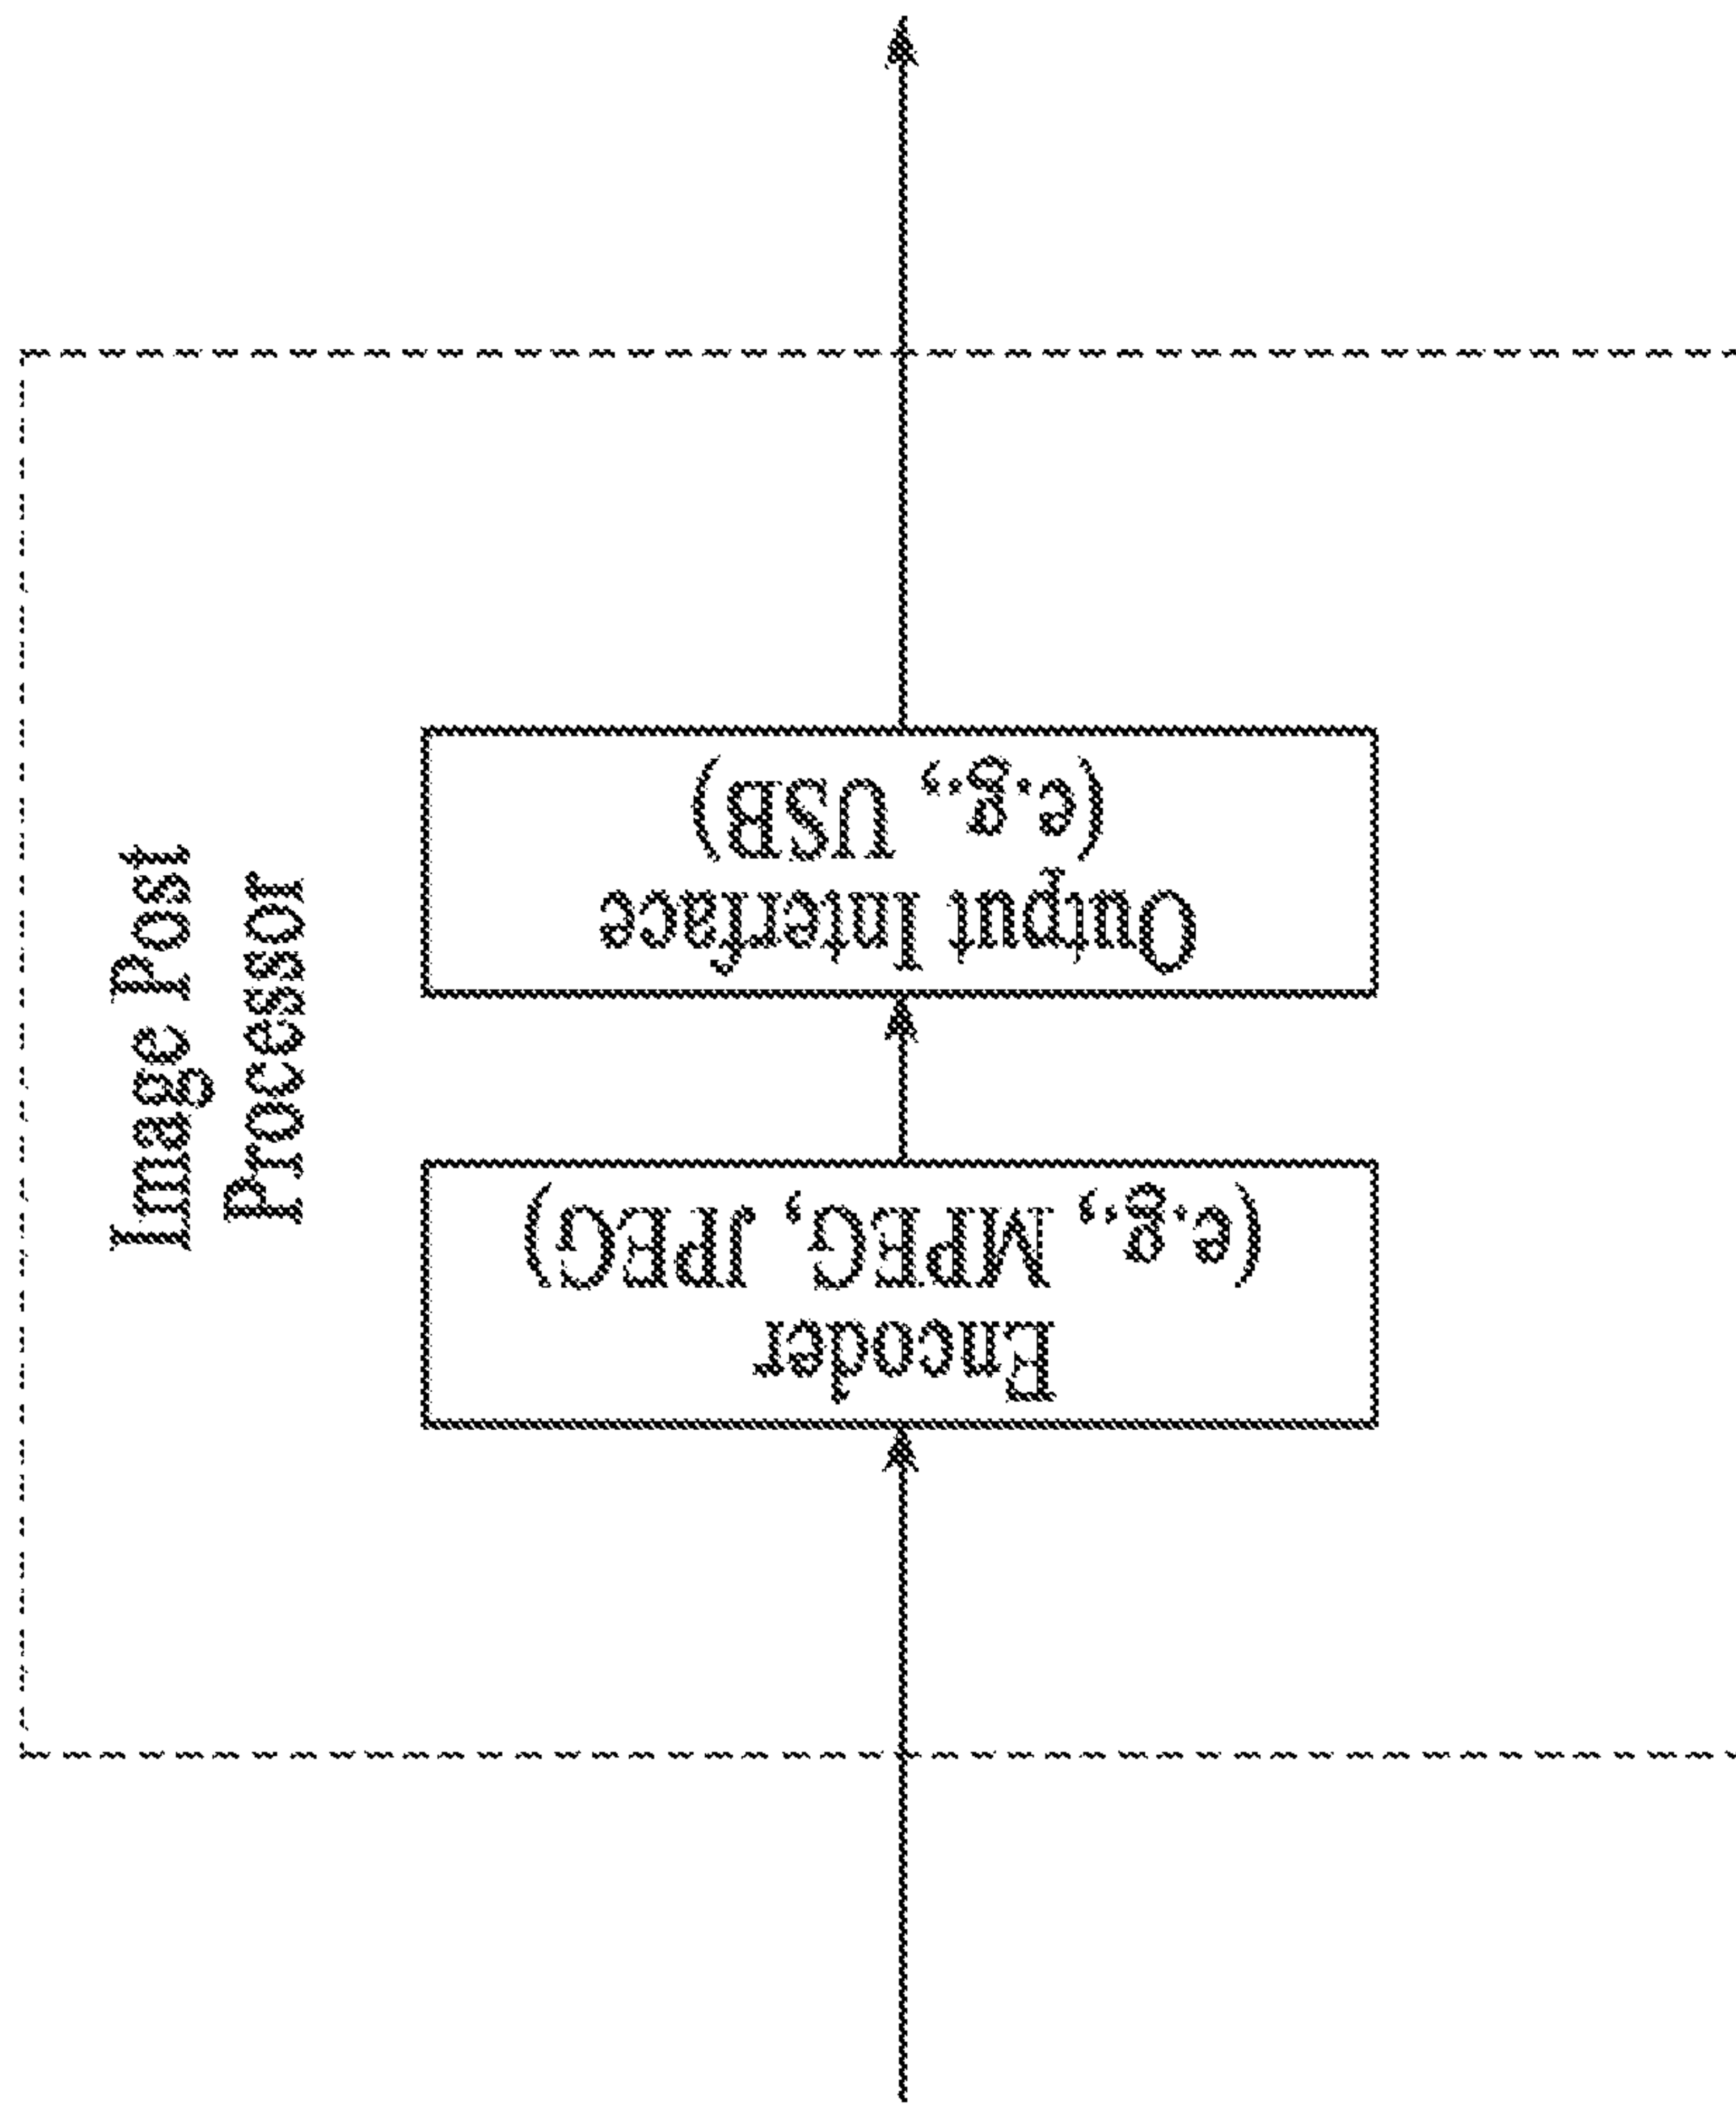 Image Post
Processor
Encoder
(e.g., MPEG, JPEG)
Output Interface
(e.g., USB)